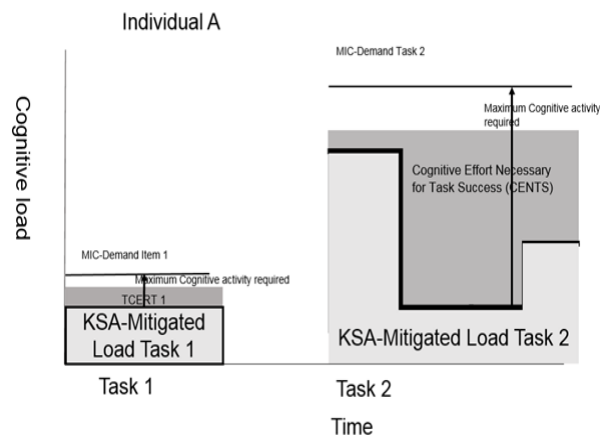 Individual A
MIC-Demand Task 2
Maximum Cognitive activity
required
Cognitive load
Cognitive Effort Necessary
for Task Success (CENTS)
MIC-Demand Item 1
Maximum Cognitive activity required
TCERT 1
KSA-Mitigated
Load Task 1
KSA-Mitigated Load Task 2
Task 1
Task 2
Time